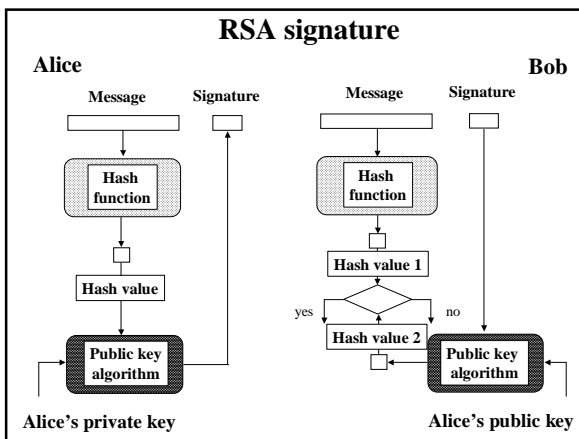 RSA signature
Alice
Bob
Message
Signature
Message
Signature
Hash
function
Hash
function
Hash value
Hash value 1
yes
no
Hash value 2
Public key
algorithm
Public key
algorithm
Alice's private key
Alice's public key